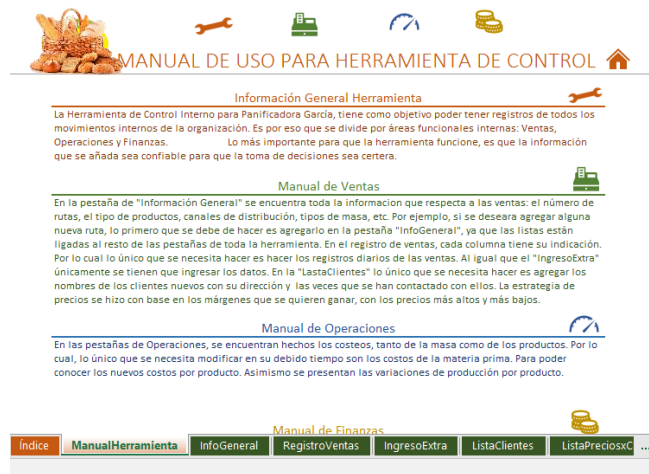 MANUAL DE USO PARA HERRAMIENTA DE CONTROL
Información General Herramienta
La Herramienta de Control Interno para Panificadora García, tiene como objetivo poder tener registros de todos los
movimientos internos de la organización. Es por eso que se divide por áreas funcionales internas: Ventas,
Operaciones y Finanzas. Lo más importante para que la herramienta funcione, es que la información
que se añada sea confiable para que la toma de decisiones sea certera.
Manual de Ventas
En la pestaña de "Información General" se encuentra toda la informacion que respecta a las ventas: el número de
rutas, el tipo de productos, canales de distribución, tipos de masa, etc. Por ejemplo, si se deseara agregar alguna
nueva ruta, lo primero que se debe de hacer es agregarlo en la pestaña "InfoGeneral", ya que las listas están
ligadas al resto de las pestañas de toda la herramienta. En el registro de ventas, cada columna tiene su indicación.
Por lo cual lo único que se necesita hacer es hacer los registros diarios de las ventas. Al igual que el "IngresoExtra"
únicamente se tienen que ingresar los datos. En la "LastaClientes" lo único que se necesita hacer es agregar los
nombres de los clientes nuevos con su dirección y las veces que se han contactado con ellos. La estrategia de
precios se hizo con base en los márgenes que se quieren ganar, con los precios más altos y más bajos.
Manual de Operaciones
En las pestañas de Operaciones, se encuentran hechos los costeos, tanto de la masa como de los productos. Por lo
cual, lo único que se necesita modificar en su debido tiempo son los costos de la materia prima. Para poder
conocer los nuevos costos por producto. Asimismo se presentan las variaciones de producción por producto.
Manual de Finanzas
Índice ManualHerramienta InfoGeneral RegistroVentas IngresoExtra ListaClientes ListaPreciosxC ...